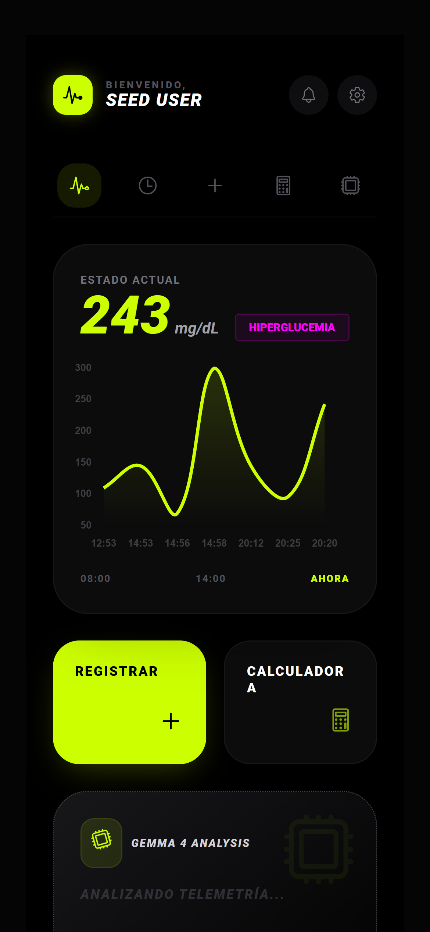 BIENVENIDO,
SEED USER
ESTADO ACTUAL
243 mg/dL
HIPERGLUCEMIA
300
250
200
150
100
50
12:53 14:53 14:56 14:58 20:12 20:25 20:20
08:00 14:00 AHORA
REGISTRAR
CALCULADOR
A
GEMMA 4 ANALYSIS
ANALIZANDO TELEMETRÍA...